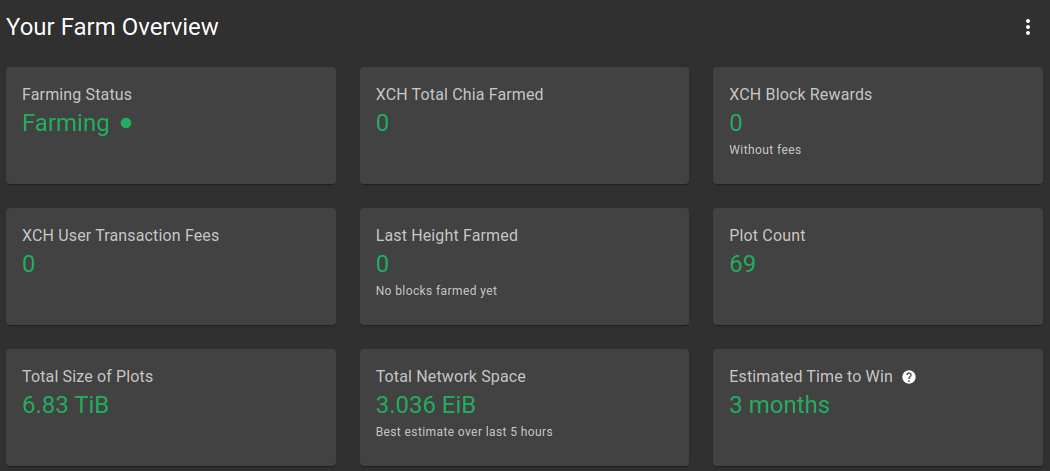 Your Farm Overview
Farming Status
Farming
XCH Total Chia Farmed
0
XCH Block Rewards
0
Without fees
XCH User Transaction Fees
0
Last Height Farmed
0
No blocks farmed yet
Plot Count
69
Total Size of Plots
6.83 TiB
Total Network Space
3.036 EiB
Best estimate over last 5 hours
Estimated Time to Win ?
3 months